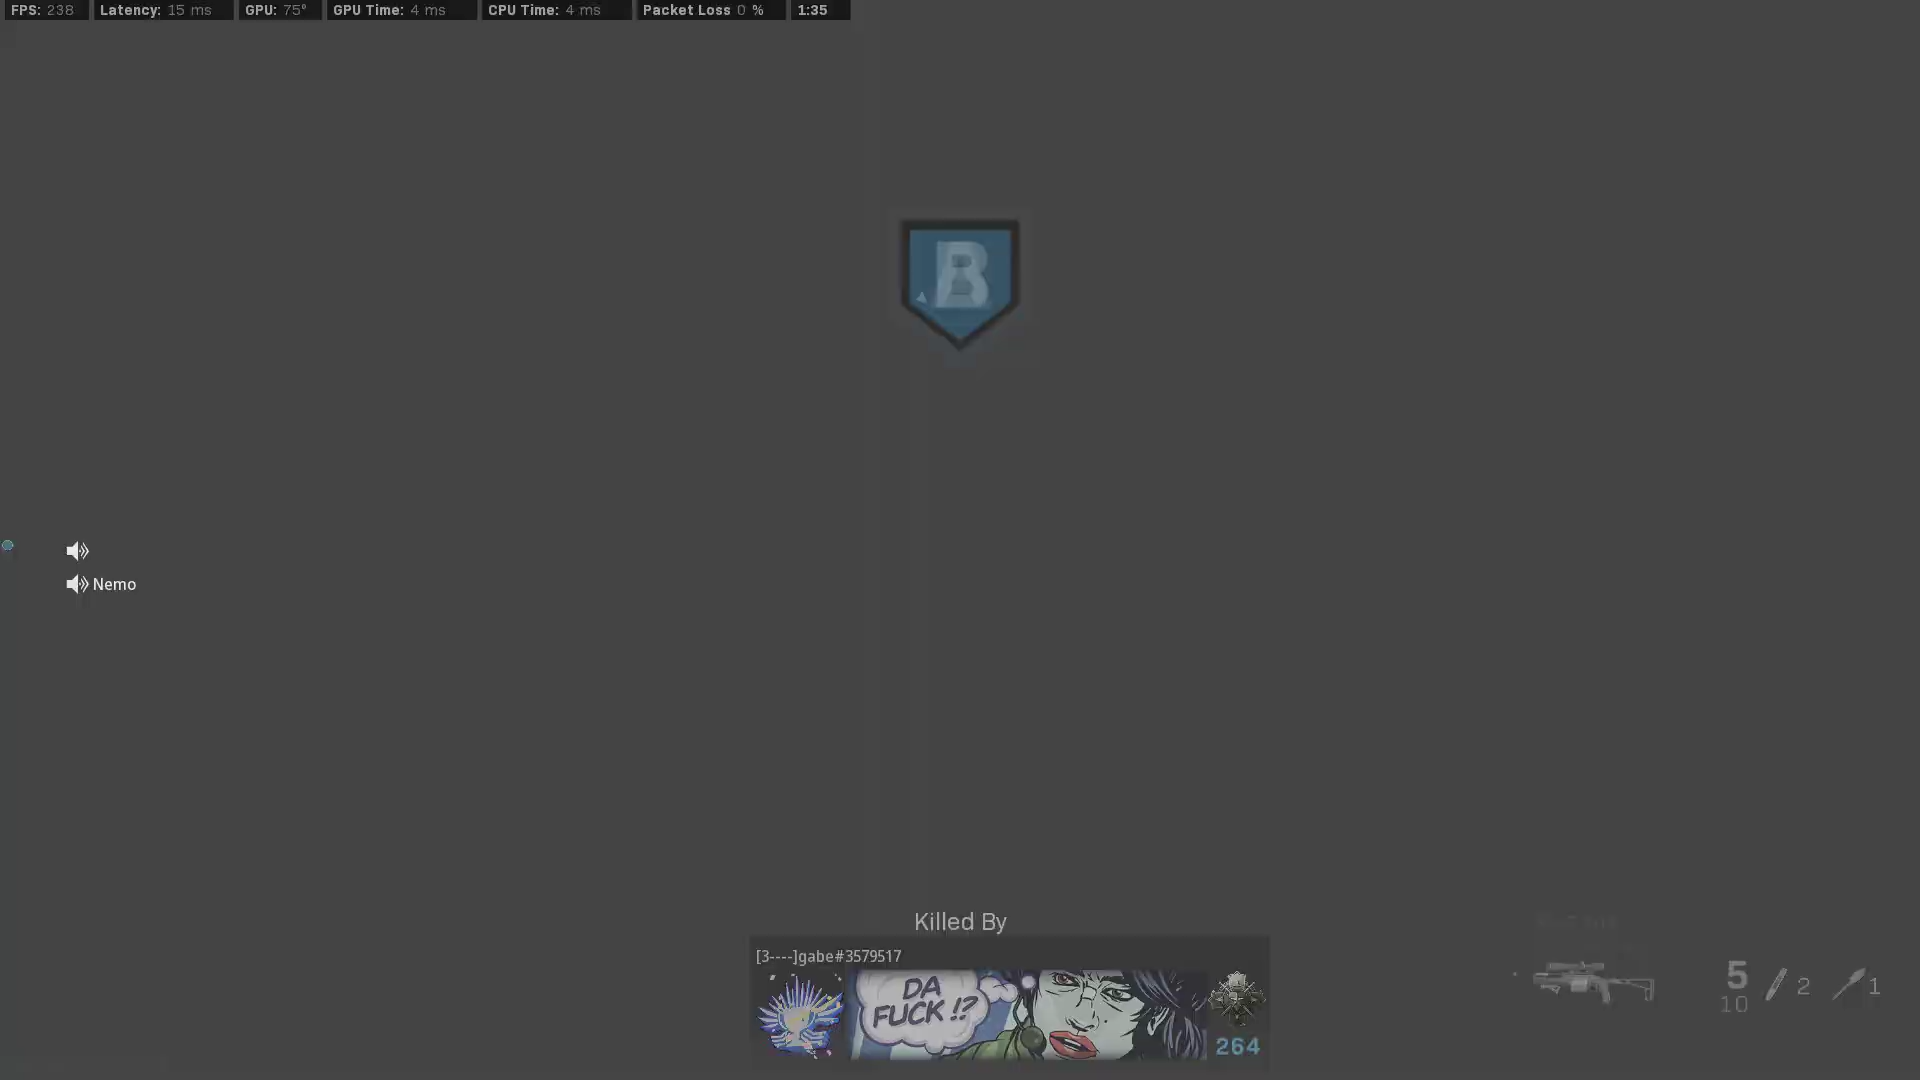 FPS: 238 Latency: 15 ms GPU: 75° GPU Time: 4 ms CPU Time: 4 ms Packet Loss 0 % 1:35
B
Nemo
Killed By
[3----]gabe#3579517
DA
FUCK !?
264
5
10
2
1